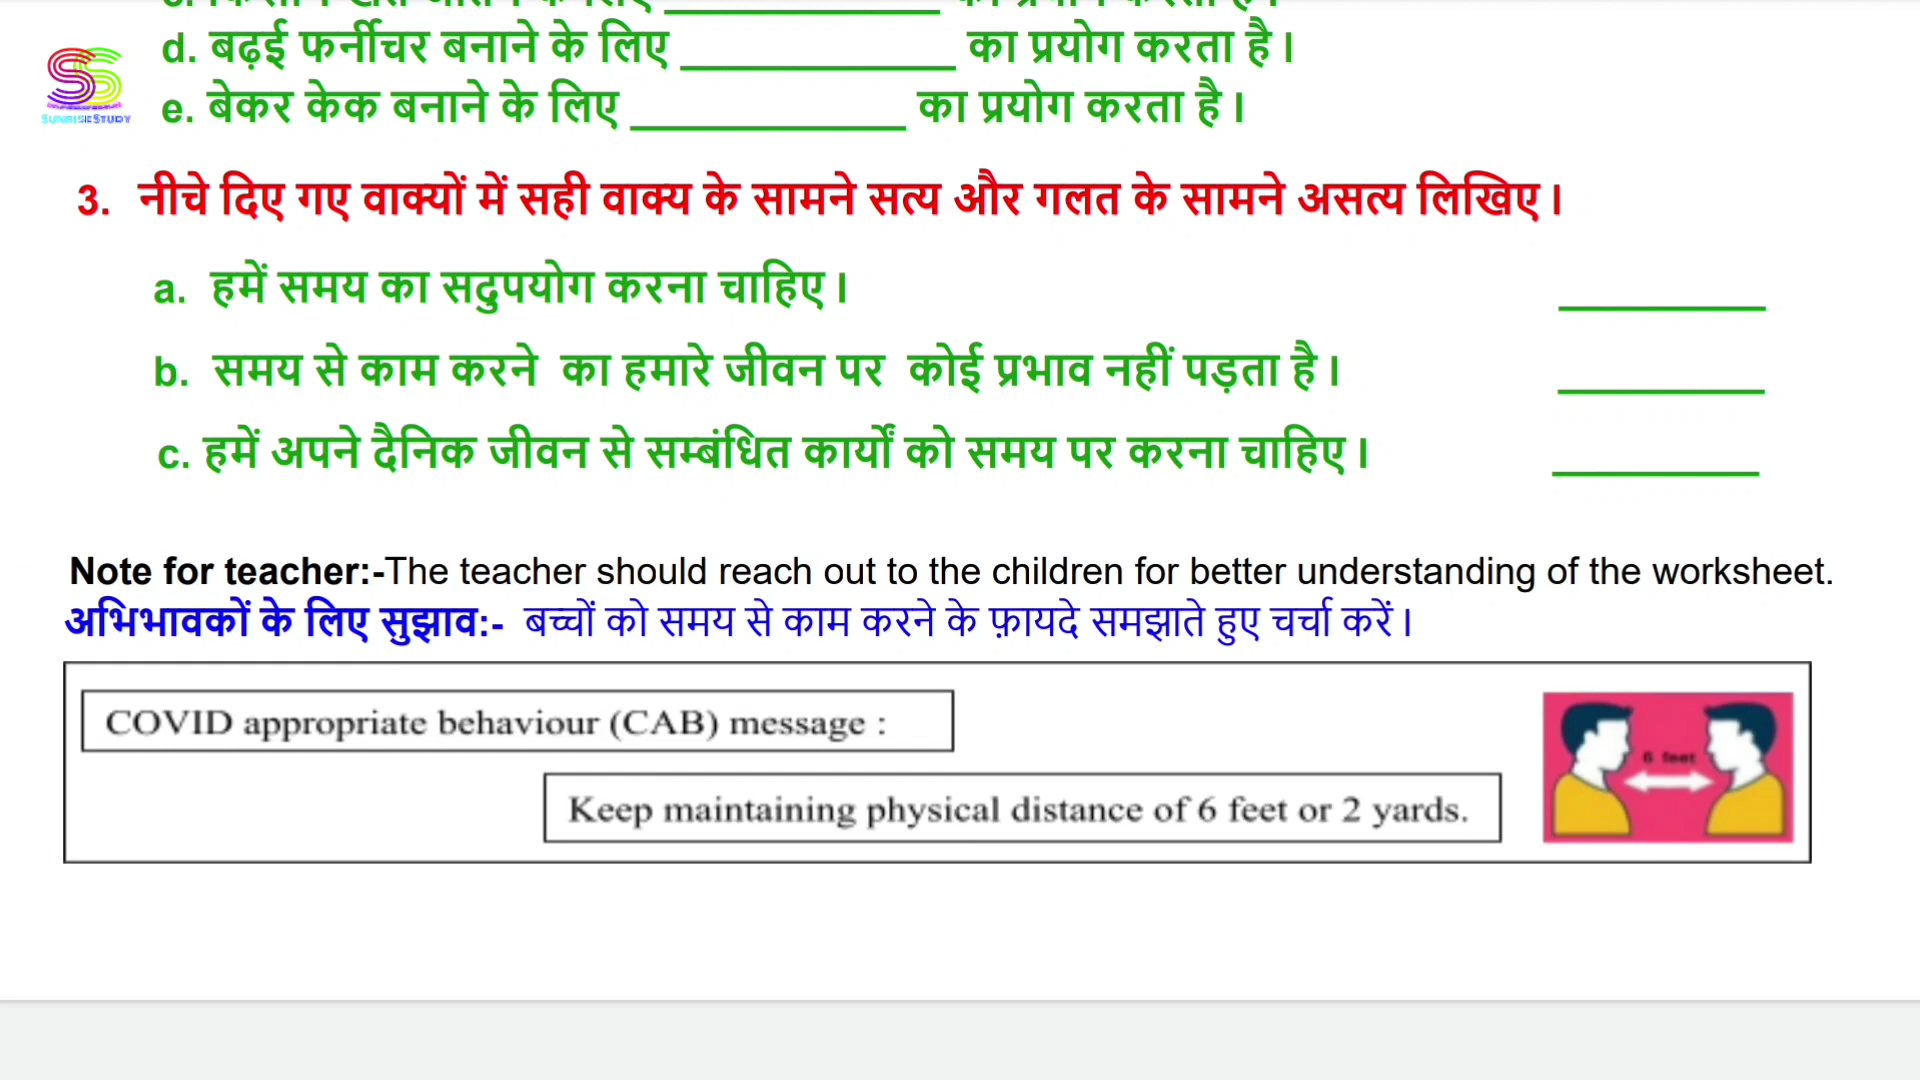 d. बढ़ई फर्नीचर बनाने के लिए ____________ का प्रयोग करता है।
SUNRISESTUDY
e. बेकर केक बनाने के लिए ____________ का प्रयोग करता है।
3. नीचे दिए गए वाक्यों में सही वाक्य के सामने सत्य और गलत के सामने असत्य लिखिए।
a. हमें समय का सदुपयोग करना चाहिए। _________
b. समय से काम करने का हमारे जीवन पर कोई प्रभाव नहीं पड़ता है। _________
c. हमें अपने दैनिक जीवन से सम्बंधित कार्यों को समय पर करना चाहिए। _________
Note for teacher:-The teacher should reach out to the children for better understanding of the worksheet.
अभिभावकों के लिए सुझाव:- बच्चों को समय से काम करने के फ़ायदे समझाते हुए चर्चा करें।
COVID appropriate behaviour (CAB) message :
6 feet
Keep maintaining physical distance of 6 feet or 2 yards.